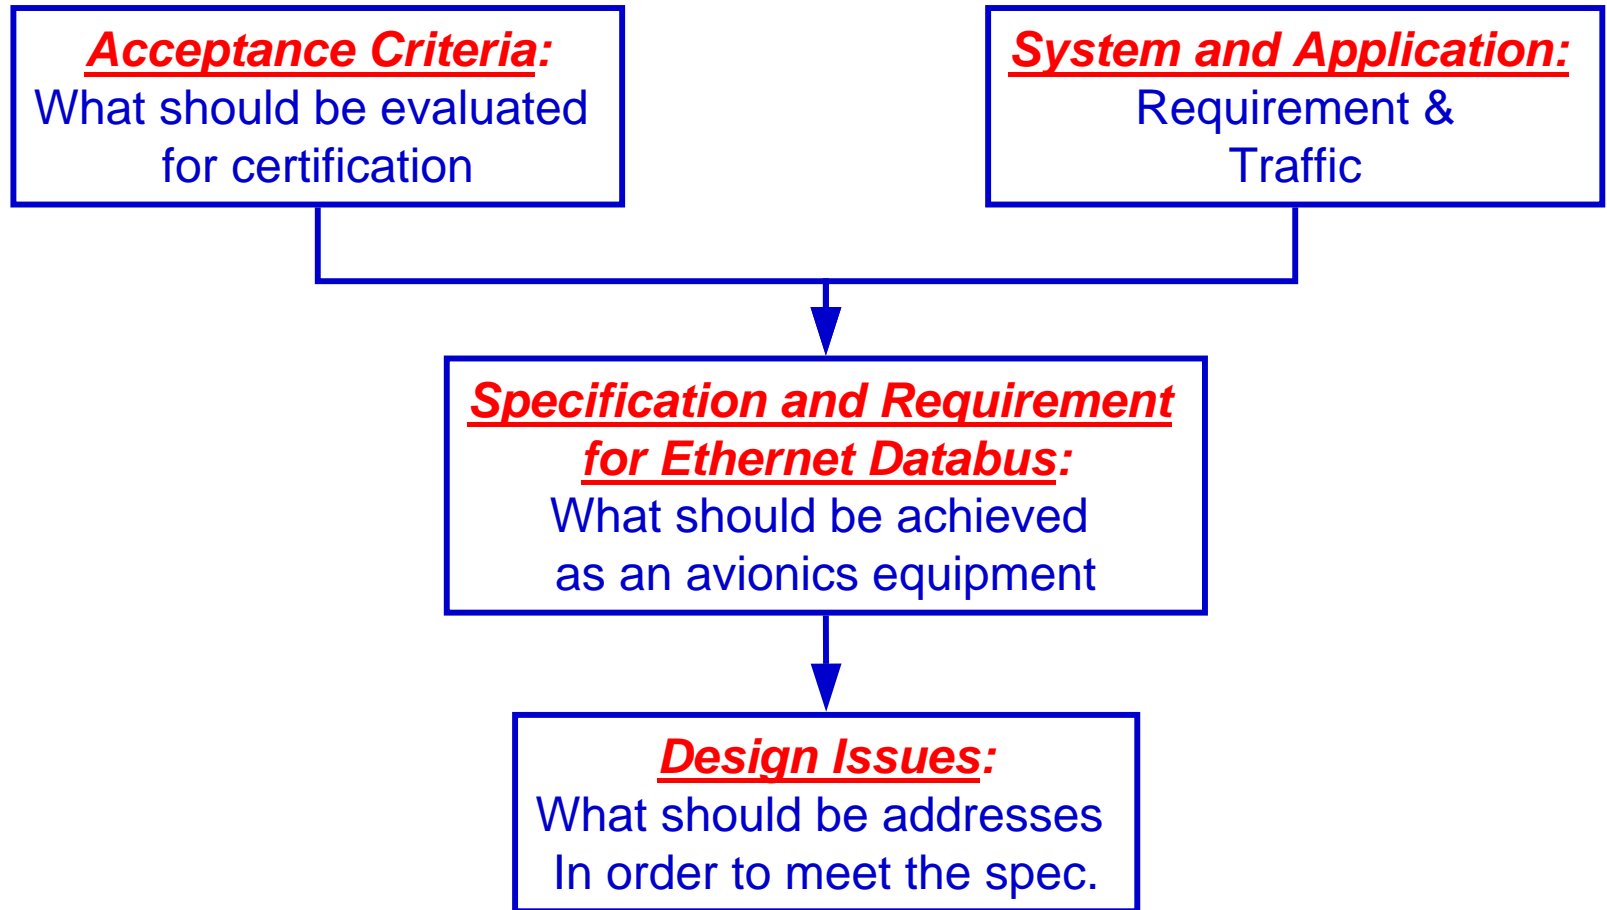 Acceptance Criteria:
What should be evaluated
for certification
System and Application:
Requirement &
Traffic
Specification and Requirement
for Ethernet Databus:
What should be achieved
as an avionics equipment
Design Issues:
What should be addresses
In order to meet the spec.